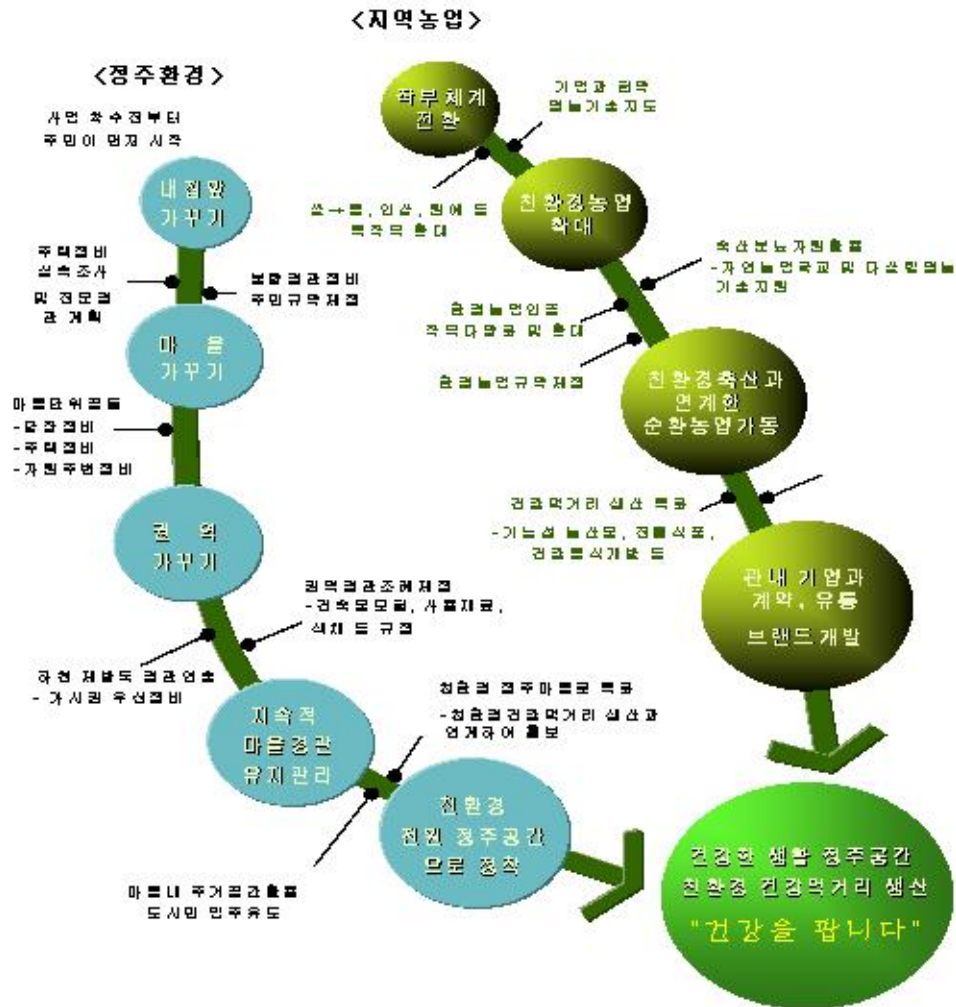 <지역농업>
<정주환경>
사업 착수전부터
주민이 먼저 시작
내집앞
가꾸기
주택정비
실측조사
및 전문경
관 계획
불량경관정비
주민규약제정
마 을
가꾸기
마을단위공동
-담장정비
-주택정비
-자원주변정비
권 역
가꾸기
권역경관조례제정
-건축물모델, 사용재료,
색채 등 규정
하천 제방둑 경관연출
- 가시권 우선정비
지속적
마을경관
유지관리
친환경 정주마을로 목표
-친환경건강먹거리 생산과
연계하여 홍보
친환경
전원 정주공간
으로 정착
마을내 주거공간활용
도시민 입주유도
작부체계
전환
기업과 협약
영농기술지도
쌀→콩, 인삼, 원예 등
복작목 확대
친환경농업
확대
축산분뇨자원활용
-자연농업국교 및 다살림영농
기술지원
환경농업인증
작목다양화 및 확대
환경농업규약제정
친환경축산과
연계한
순환농업가동
건강먹거리 생산 목표
-기능성 농산물, 전통식품,
건강음식개발 등
관내 기업과
계약, 유통
브랜드개발
건강한 생활 정주공간
친환경 건강먹거리 생산
"건강을 팝니다"